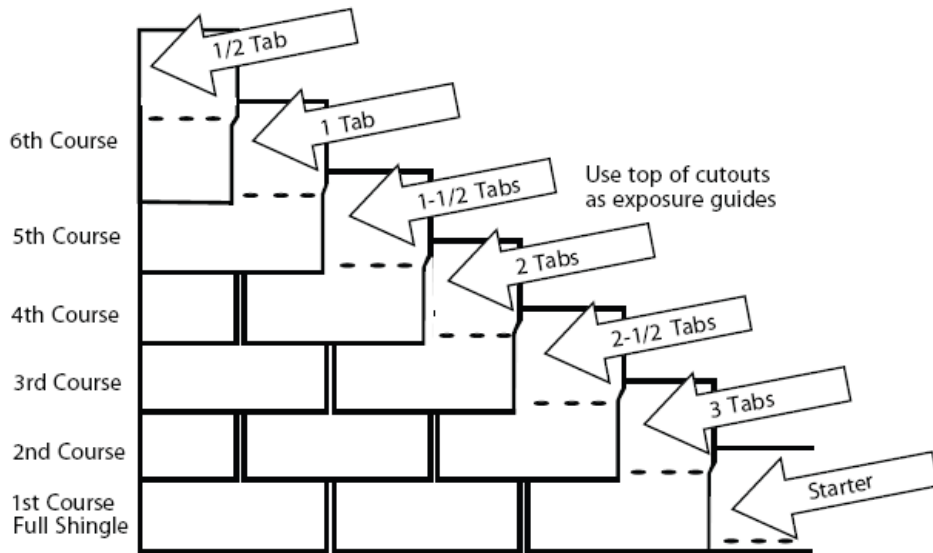 1/2 Tab
6th Course
1 Tab
1-1/2 Tabs
Use top of cutouts
as exposure guides
5th Course
2 Tabs
4th Course
2-1/2 Tabs
3rd Course
3 Tabs
2nd Course
Starter
1st Course
Full Shingle